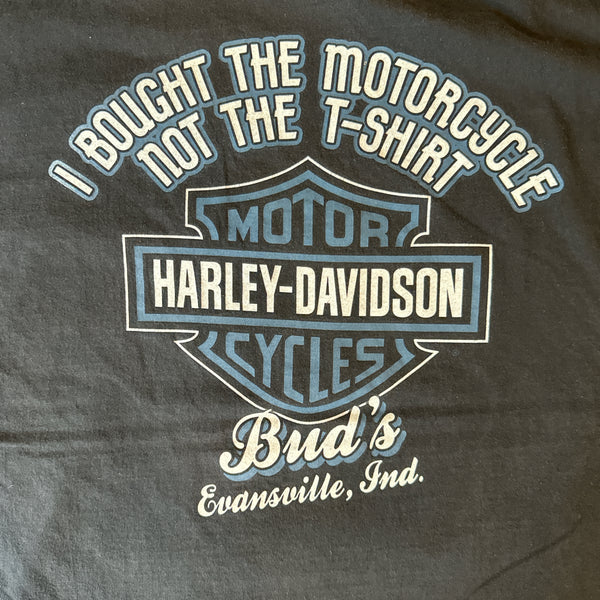 I BOUGHT THE MOTORCYCLE
NOT THE T-SHIRT
MOTOR
HARLEY-DAVIDSON
CYCLES
Bud's
Evansville, Ind.